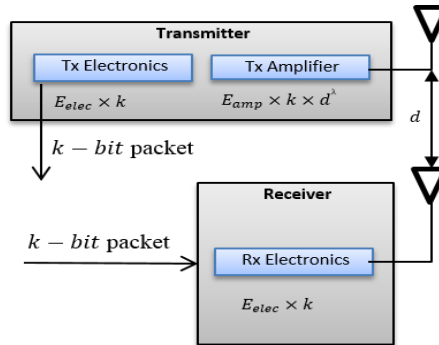 Transmitter
Tx Electronics
Tx Amplifier
E_elec × k
E_amp × k × d^λ
d
k − bit packet
Receiver
k − bit packet
Rx Electronics
E_elec × k